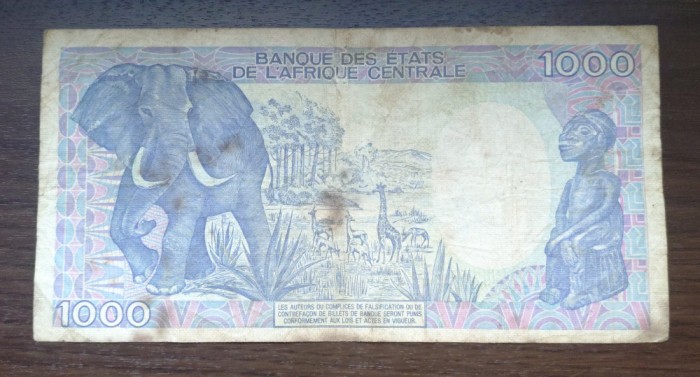 BANQUE DES ÉTATS
DE L'AFRIQUE CENTRALE
1000
1000
LES AUTEURS OU COMPLICES DE FALSIFICATION OU DE
CONTREFAÇON DE BILLETS DE BANQUE SERONT PUNIS
CONFORMEMENT AUX LOIS ET ACTES EN VIGUEUR.